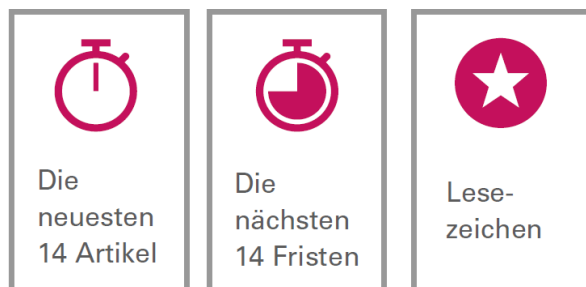 Die
neuesten
14 Artikel
Die
nächsten
14 Fristen
Lese-
zeichen